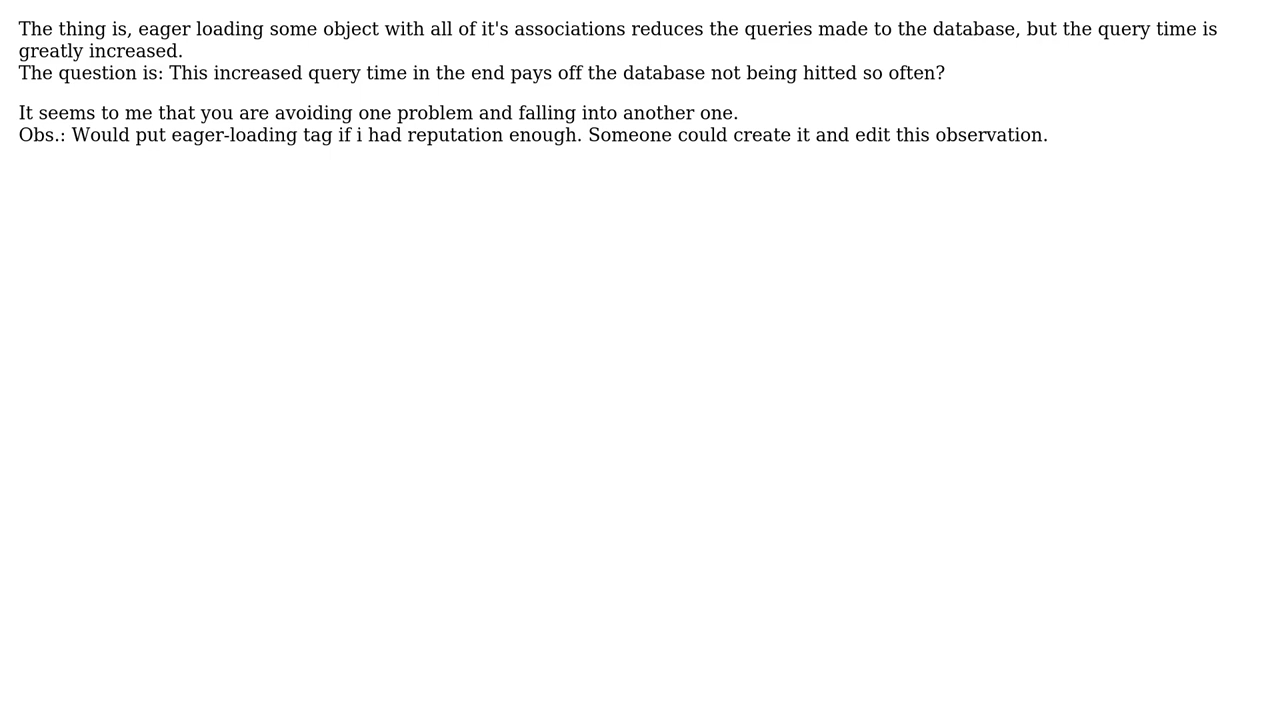 The thing is, eager loading some object with all of it's associations reduces the queries made to the database, but the query time is
greatly increased.
The question is: This increased query time in the end pays off the database not being hitted so often?
It seems to me that you are avoiding one problem and falling into another one.
Obs.: Would put eager-loading tag if i had reputation enough. Someone could create it and edit this observation.